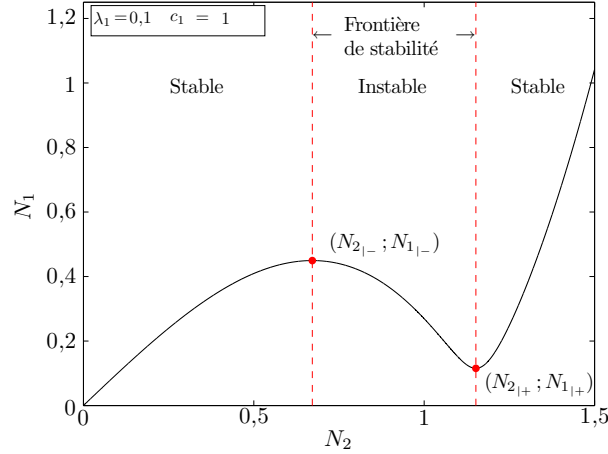 1,2
λ₁=0,1 c₁ = 1
Frontière
← de stabilité →
Stable Instable Stable
1
0,8
N₁
0,6
(N₂|− ; N₁|−)
0,4
0,2
(N₂|+ ; N₁|+)
0
0 0,5 1 1,5
N₂